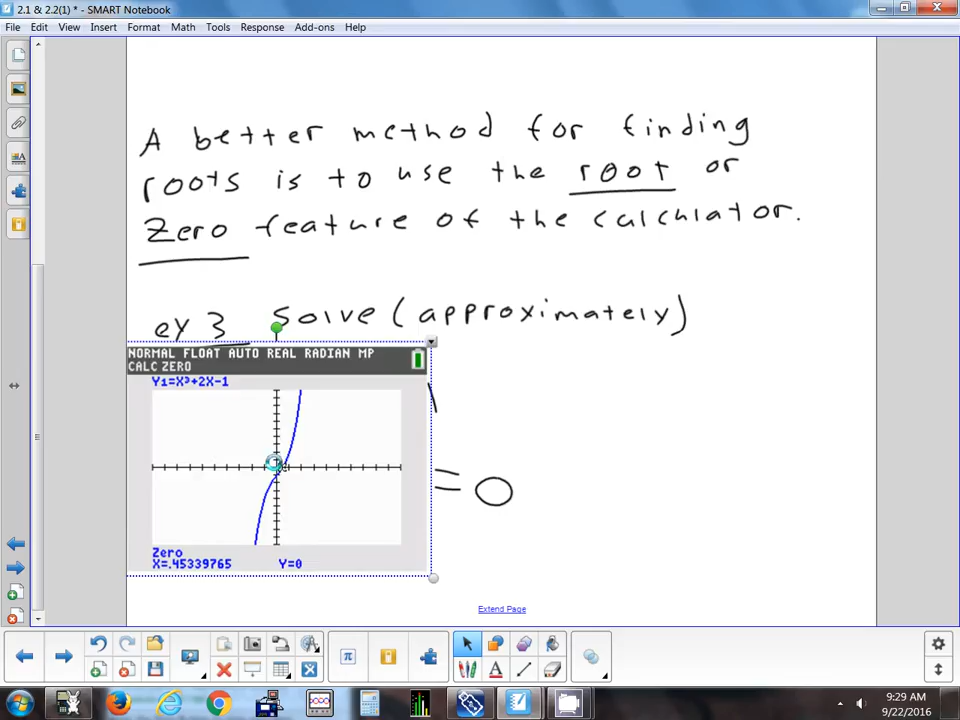 2.1 & 2.2(1) * - SMART Notebook
File Edit View Insert Format Math Tools Response Add-ons Help
A better method for finding
roots is to use the root or
Zero feature of the calculator.
ex 3 Solve (approximately)
NORMAL FLOAT AUTO REAL RADIAN MP
CALC ZERO
Y1=X³+2X-1
= 0
Zero
X=.45339765 Y=0
Extend Page
9:29 AM
9/22/2016